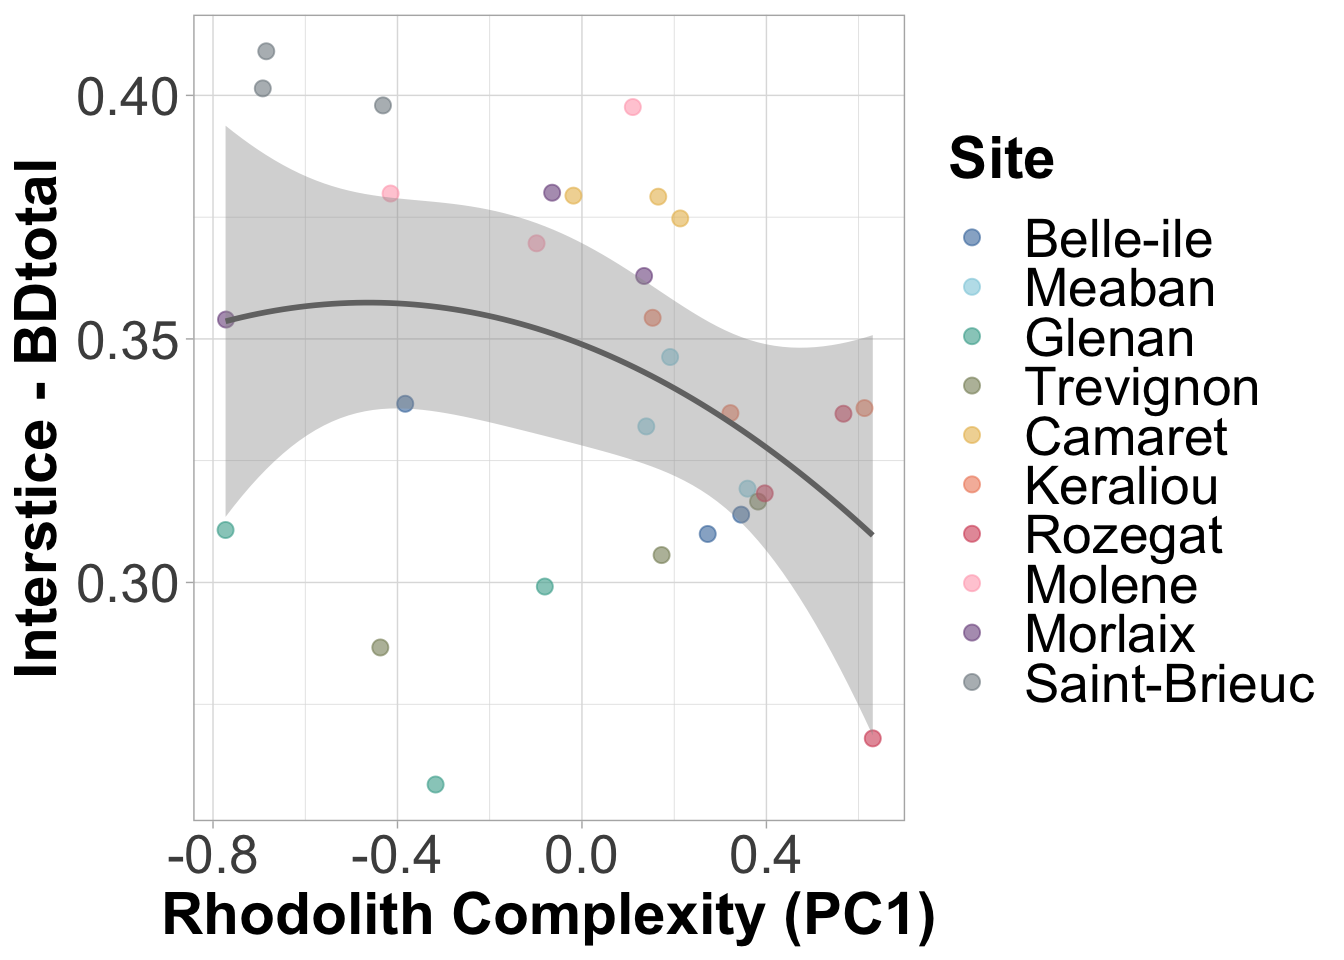 Interstice - BDtotal
0.40
0.35
0.30
-0.8
-0.4
0.0
0.4
Rhodolith Complexity (PC1)
Site
Belle-ile
Meaban
Glenan
Trevignon
Camaret
Keraliou
Rozegat
Molene
Morlaix
Saint-Brieuc